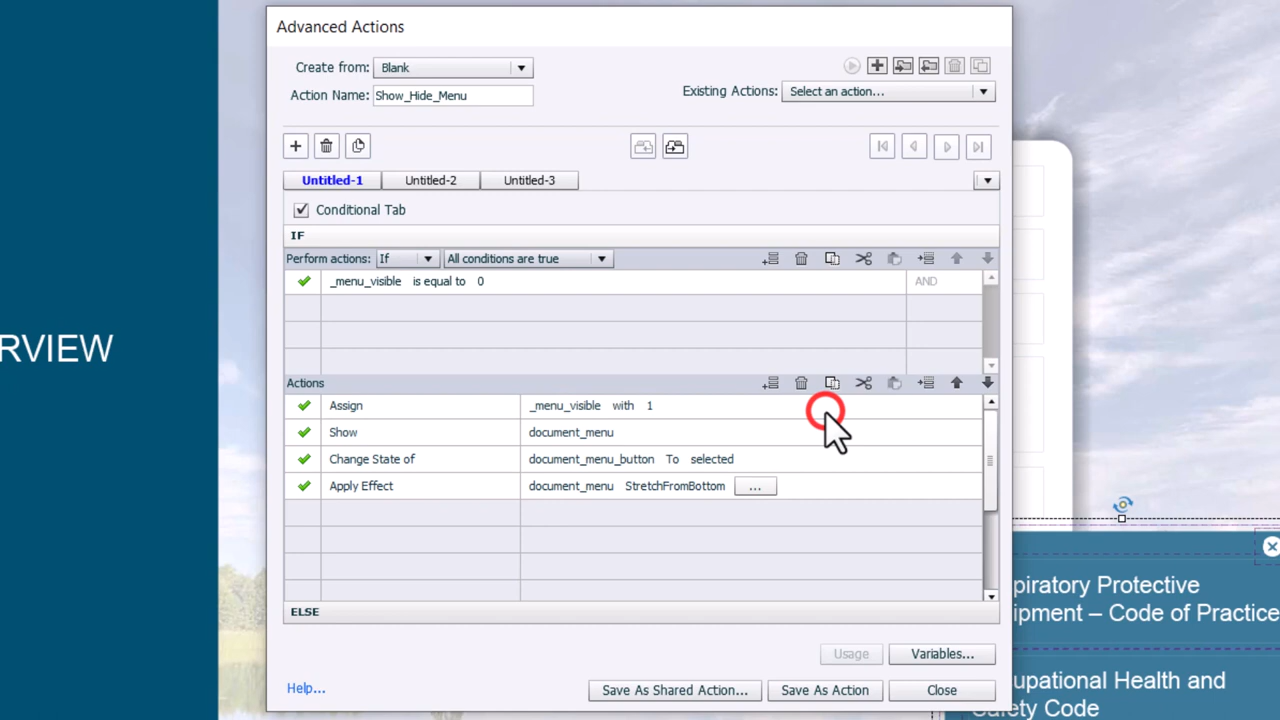 Advanced Actions
Create from: Blank
Action Name: Show_Hide_Menu
Existing Actions: Select an action...
Untitled-1 Untitled-2 Untitled-3
Conditional Tab
IF
Perform actions: If All conditions are true
_menu_visible is equal to 0 AND
RVIEW
Actions
Assign _menu_visible with 1
Show document_menu
Change State of document_menu_button To selected
Apply Effect document_menu StretchFromBottom ...
ELSE
piratory Protective
ipment – Code of Practice
Usage Variables...
Help... Save As Shared Action... Save As Action Close
upational Health and
Safety Code